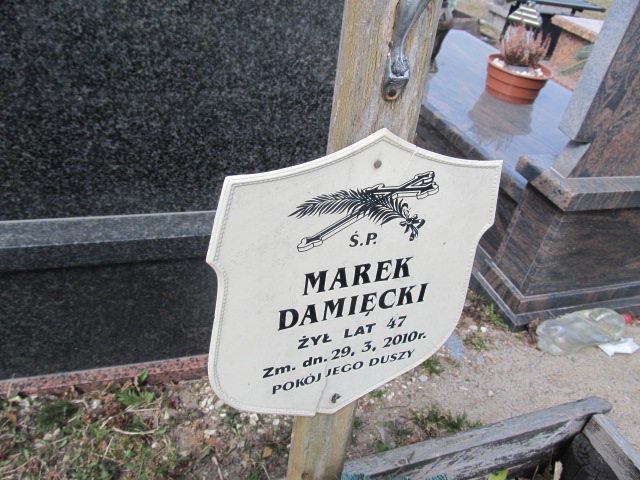 Ś.P.
MAREK
DAMIĘCKI
ŻYŁ LAT 47
Zm. dn. 29. 3. 2010r.
POKÓJ JEGO DUSZY